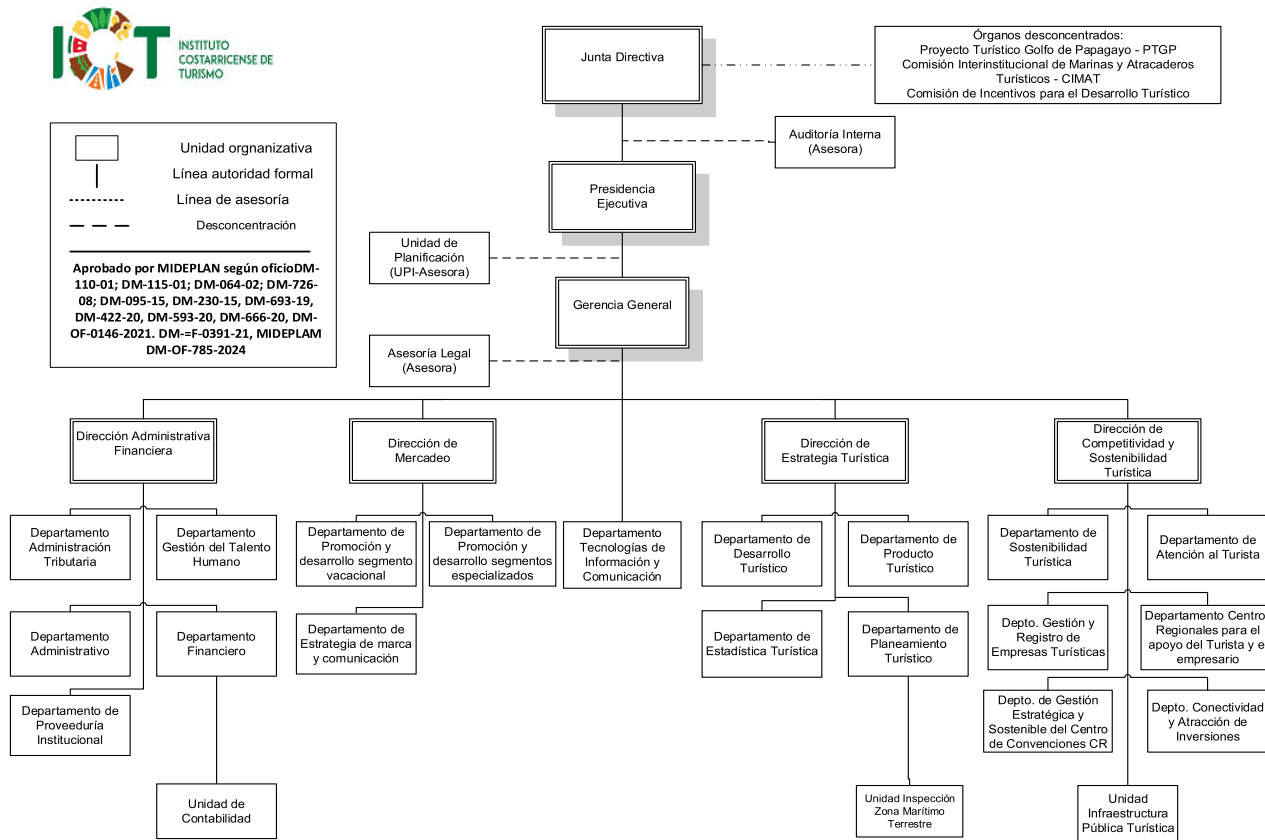 ICT
INSTITUTO
COSTARRICENSE DE
TURISMO
Junta Directiva
Órganos desconcentrados:
Proyecto Turístico Golfo de Papagayo - PTGP
Comisión Interinstitucional de Marinas y Atracaderos
Turísticos - CIMAT
Comisión de Incentivos para el Desarrollo Turístico
Auditoría Interna
(Asesora)
Unidad orgnanizativa
Línea autoridad formal
Línea de asesoría
Desconcentración
Aprobado por MIDEPLAN según oficioDM-
110-01; DM-115-01; DM-064-02; DM-726-
08; DM-095-15, DM-230-15, DM-693-19,
DM-422-20, DM-593-20, DM-666-20, DM-
OF-0146-2021. DM-=F-0391-21, MIDEPLAM
DM-OF-785-2024
Presidencia
Ejecutiva
Unidad de
Planificación
(UPI-Asesora)
Gerencia General
Asesoría Legal
(Asesora)
Dirección Administrativa
Financiera
Dirección de
Mercadeo
Dirección de
Estrategia Turística
Dirección de
Competitividad y
Sostenibilidad
Turística
Departamento
Administración
Tributaria
Departamento
Gestión del Talento
Humano
Departamento de
Promoción y
desarrollo segmento
vacacional
Departamento de
Promoción y
desarrollo segmentos
especializados
Departamento
Tecnologías de
Información y
Comunicación
Departamento de
Desarrollo
Turístico
Departamento de
Producto
Turístico
Departamento de
Sostenibilidad
Turística
Departamento de
Atención al Turista
Departamento
Administrativo
Departamento
Financiero
Departamento de
Estrategia de marca
y comunicación
Departamento de
Estadística Turística
Departamento de
Planeamiento
Turístico
Depto. Gestión y
Registro de
Empresas Turísticas
Departamento Centro
Regionales para el
apoyo del Turista y e
empresario
Departamento de
Proveeduría
Institucional
Depto. de Gestión
Estratégica y
Sostenible del Centro
de Convenciones CR
Depto. Conectividad
y Atracción de
Inversiones
Unidad de
Contabilidad
Unidad Inspección
Zona Marítimo
Terrestre
Unidad
Infraestructura
Pública Turística